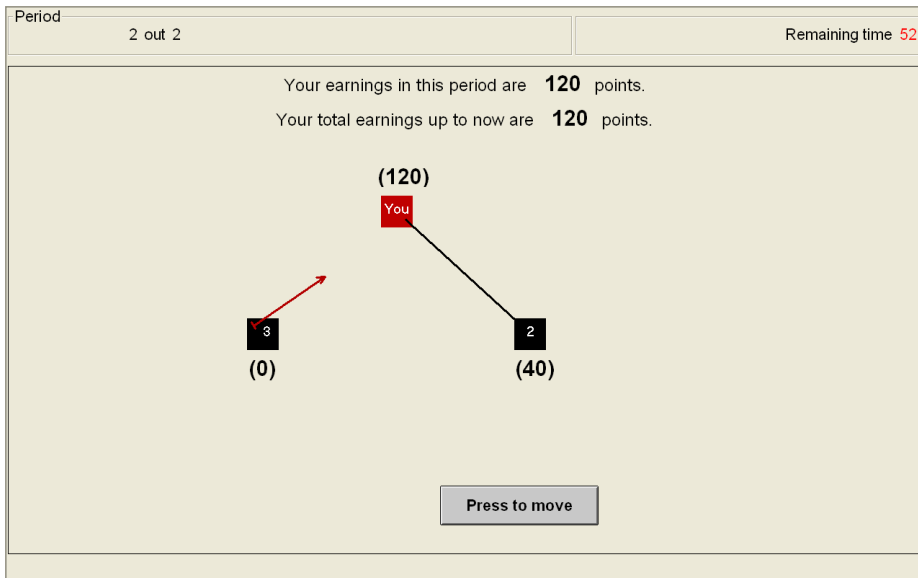 Period
2 out 2
Remaining time 52
Your earnings in this period are 120 points.
Your total earnings up to now are 120 points.
(120)
You
3
2
(0)
(40)
Press to move